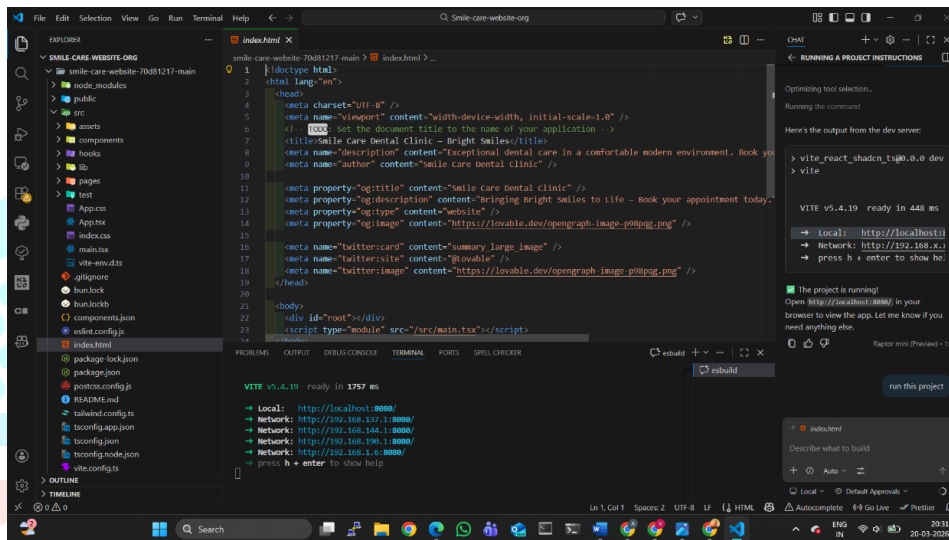 File Edit Selection View Go Run Terminal Help
Smile-care-website-org
EXPLORER
SMILE-CARE-WEBSITE-ORG
smile-care-website-70d81217-main
node_modules
public
src
assets
components
hooks
lib
pages
test
App.css
App.tsx
index.css
main.tsx
vite-env.d.ts
.gitignore
bun.lock
bun.lockb
components.json
eslint.config.js
index.html
package-lock.json
package.json
postcss.config.js
README.md
tailwind.config.ts
tsconfig.app.json
tsconfig.json
tsconfig.node.json
vite.config.ts
OUTLINE
TIMELINE
index.html
smile-care-website-70d81217-main > index.html > ...
1 <!doctype html>
2 <html lang="en">
3 <head>
4 <meta charset="UTF-8" />
5 <meta name="viewport" content="width=device-width, initial-scale=1.0" />
6 <!-- TODO: Set the document title to the name of your application -->
7 <title>Smile Care Dental Clinic – Bright Smiles</title>
8 <meta name="description" content="Exceptional dental care in a comfortable modern environment. Book yo
9 <meta name="author" content="Smile Care Dental Clinic" />
10
11 <meta property="og:title" content="Smile Care Dental Clinic" />
12 <meta property="og:description" content="Bringing Bright Smiles to Life – Book your appointment today.
13 <meta property="og:type" content="website" />
14 <meta property="og:image" content="https://lovable.dev/opengraph-image-p98pqg.png" />
15
16 <meta name="twitter:card" content="summary_large_image" />
17 <meta name="twitter:site" content="@Lovable" />
18 <meta name="twitter:image" content="https://lovable.dev/opengraph-image-p98pqg.png" />
19 </head>
20
21 <body>
22 <div id="root"></div>
23 <script type="module" src="/src/main.tsx"></script>
24 </body>
PROBLEMS OUTPUT DEBUG CONSOLE TERMINAL PORTS SPELL CHECKER
esbuild
esbuild
VITE v5.4.19 ready in 1757 ms
➜ Local: http://localhost:8080/
➜ Network: http://192.168.137.1:8080/
➜ Network: http://192.168.144.1:8080/
➜ Network: http://192.168.190.1:8080/
➜ Network: http://192.168.1.6:8080/
➜ press h + enter to show help
CHAT
RUNNING A PROJECT INSTRUCTIONS
Optimizing tool selection...
Running the command
Here's the output from the dev server:
> vite_react_shadcn_ts@0.0.0 dev
> vite
VITE v5.4.19 ready in 448 ms
➜ Local: http://localhost:
➜ Network: http://192.168.x.
➜ press h + enter to show hel
✅ The project is running!
Open http://localhost:8080/ in your
browser to view the app. Let me know if you
need anything else.
Raptor mini (Preview)
run this project
index.html
Describe what to build
Auto
Local Default Approvals
0 0
Ln 1, Col 1 Spaces: 2 UTF-8 LF HTML Autocomplete Go Live Prettier
Search
ENG
IN
20:31
20-03-2026